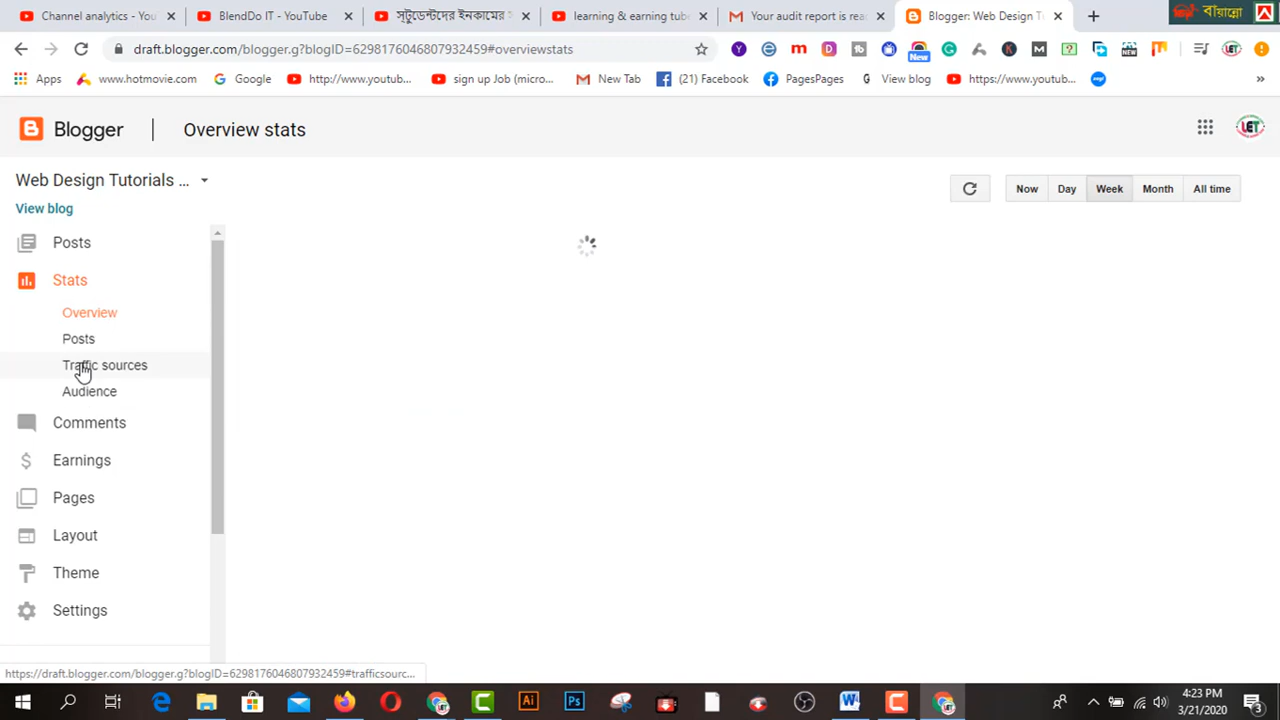 Channel analytics - You
BlendDo IT - YouTube
স্টুডেন্টদের ইনকামের
learning & earning tub
Your audit report is rea
Blogger: Web Design T
বায়ান্নো
draft.blogger.com/blogger.g?blogID=6298176046807932459#overviewstats
New
Apps
www.hotmovie.com
Google
http://www.youtub...
sign up Job (micro...
New Tab
(21) Facebook
PagesPages
View blog
https://www.youtub...
»
Blogger
Overview stats
LET
Web Design Tutorials ...
View blog
Now
Day
Week
Month
All time
Posts
Stats
Overview
Posts
Traffic sources
Audience
Comments
Earnings
Pages
Layout
Theme
Settings
https://draft.blogger.com/blogger.g?blogID=6298176046807932459#trafficsourc...
4:23 PM
3/21/2020
3